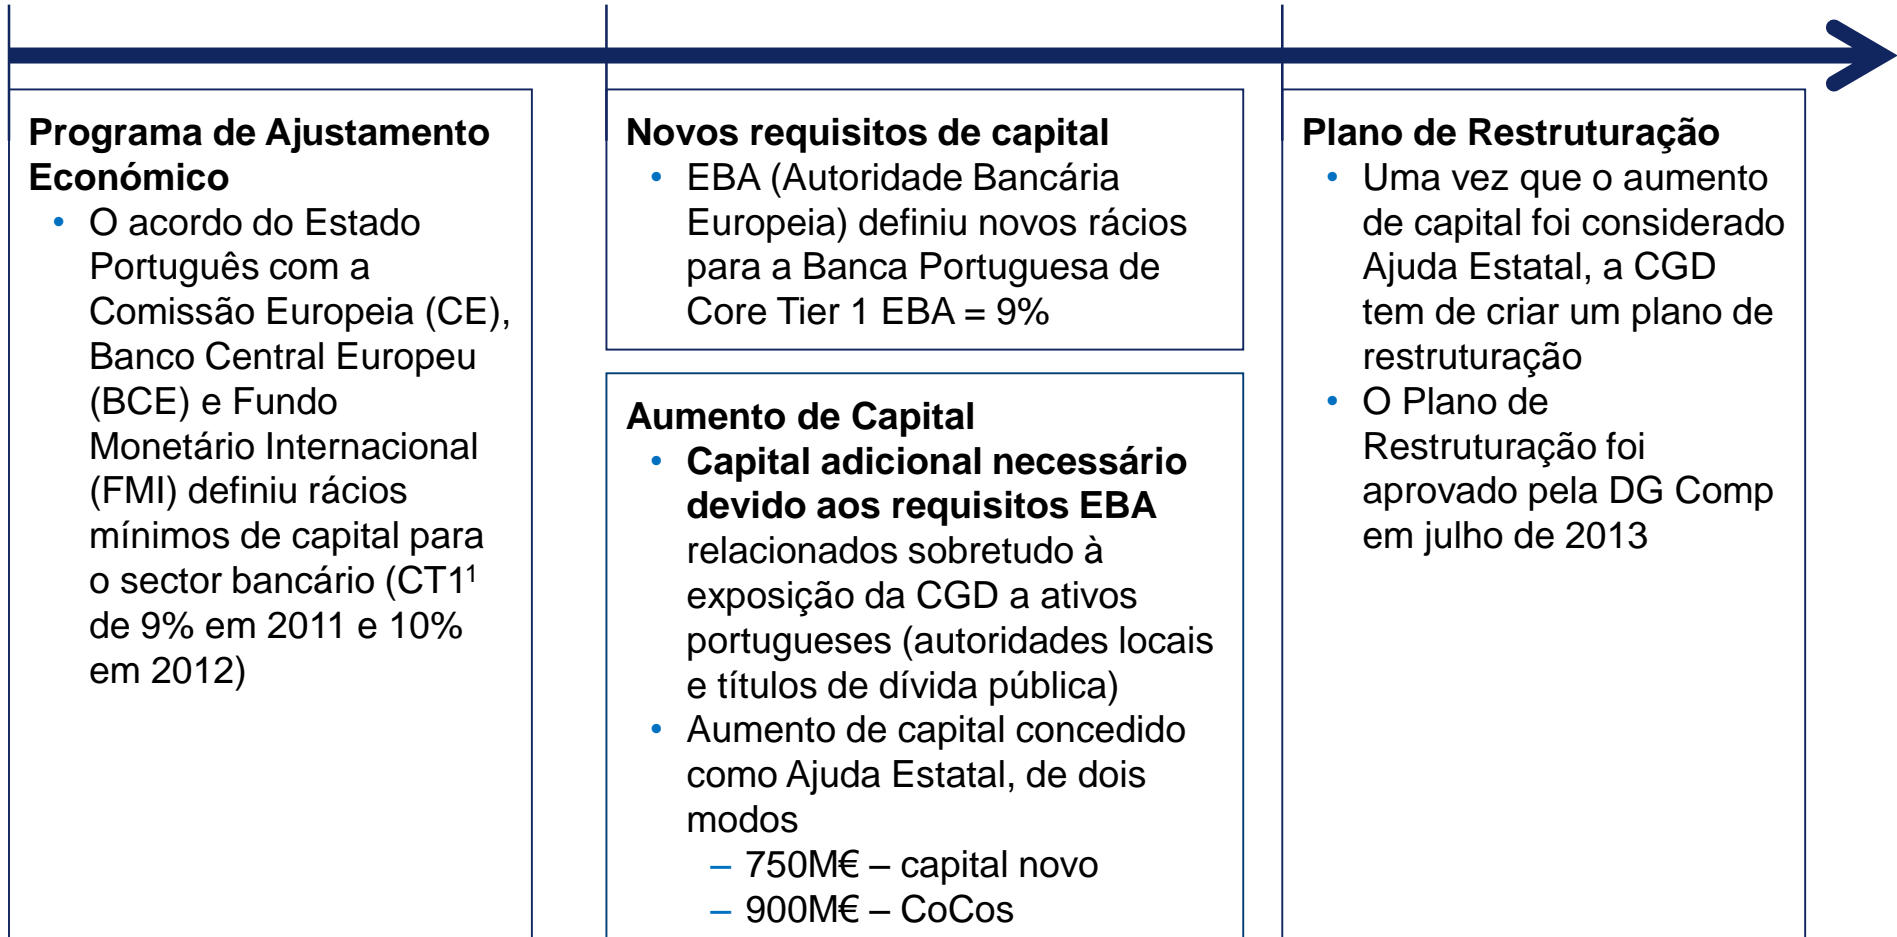 Programa de Ajustamento
Económico
• O acordo do Estado
Português com a
Comissão Europeia (CE),
Banco Central Europeu
(BCE) e Fundo
Monetário Internacional
(FMI) definiu rácios
mínimos de capital para
o sector bancário (CT1¹
de 9% em 2011 e 10%
em 2012)
Novos requisitos de capital
• EBA (Autoridade Bancária
Europeia) definiu novos rácios
para a Banca Portuguesa de
Core Tier 1 EBA = 9%
Aumento de Capital
• Capital adicional necessário
devido aos requisitos EBA
relacionados sobretudo à
exposição da CGD a ativos
portugueses (autoridades locais
e títulos de dívida pública)
• Aumento de capital concedido
como Ajuda Estatal, de dois
modos
– 750M€ – capital novo
– 900M€ – CoCos
Plano de Restruturação
• Uma vez que o aumento
de capital foi considerado
Ajuda Estatal, a CGD
tem de criar um plano de
restruturação
• O Plano de
Restruturação foi
aprovado pela DG Comp
em julho de 2013